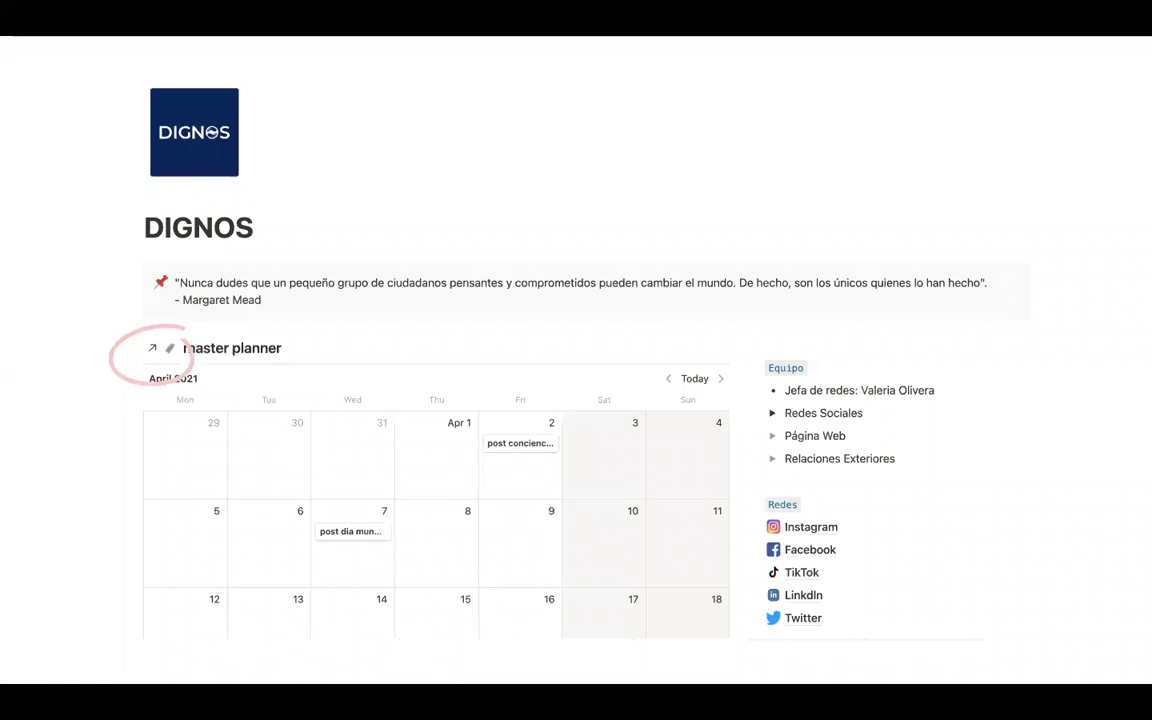 DIGNOS
DIGNOS
"Nunca dudes que un pequeño grupo de ciudadanos pensantes y comprometidos pueden cambiar el mundo. De hecho, son los únicos quienes lo han hecho".
- Margaret Mead
master planner
April 2021
Today
Mon Tue Wed Thu Fri Sat Sun
29 30 31 Apr 1 2 3 4
post concienc...
5 6 7 8 9 10 11
post dia mun...
12 13 14 15 16 17 18
Equipo
Jefa de redes: Valeria Olivera
Redes Sociales
Página Web
Relaciones Exteriores
Redes
Instagram
Facebook
TikTok
LinkdIn
Twitter